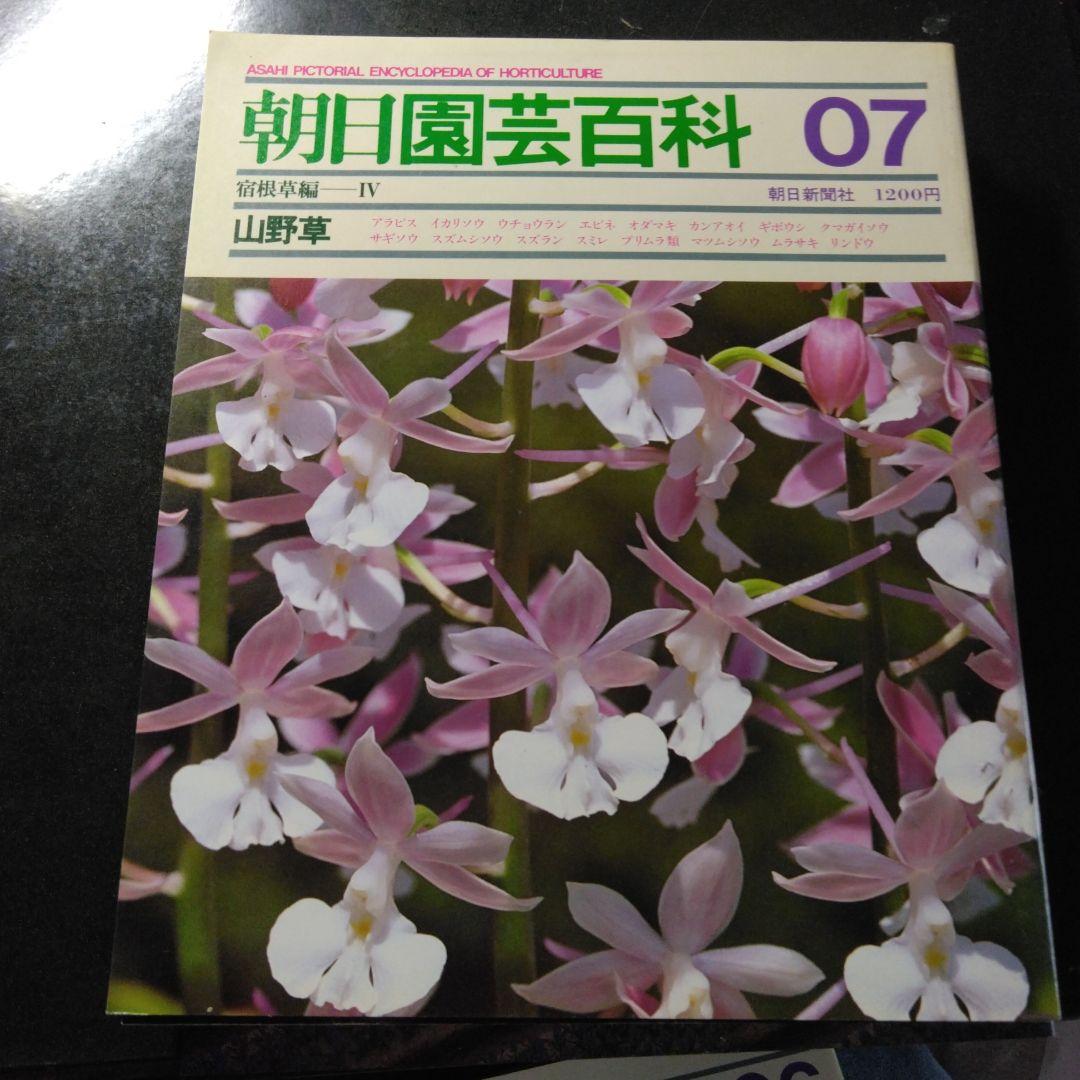 ASAHI PICTORIAL ENCYCLOPEDIA OF HORTICULTURE
朝日園芸百科 07
宿根草編——IV 朝日新聞社 1200円
山野草 アラビス イカリソウ ウチョウラン エビネ オダマキ カンアオイ ギボウシ クマガイソウ
サギソウ スズムシソウ スズラン スミレ プリムラ類 マツムシソウ ムラサキ リンドウ